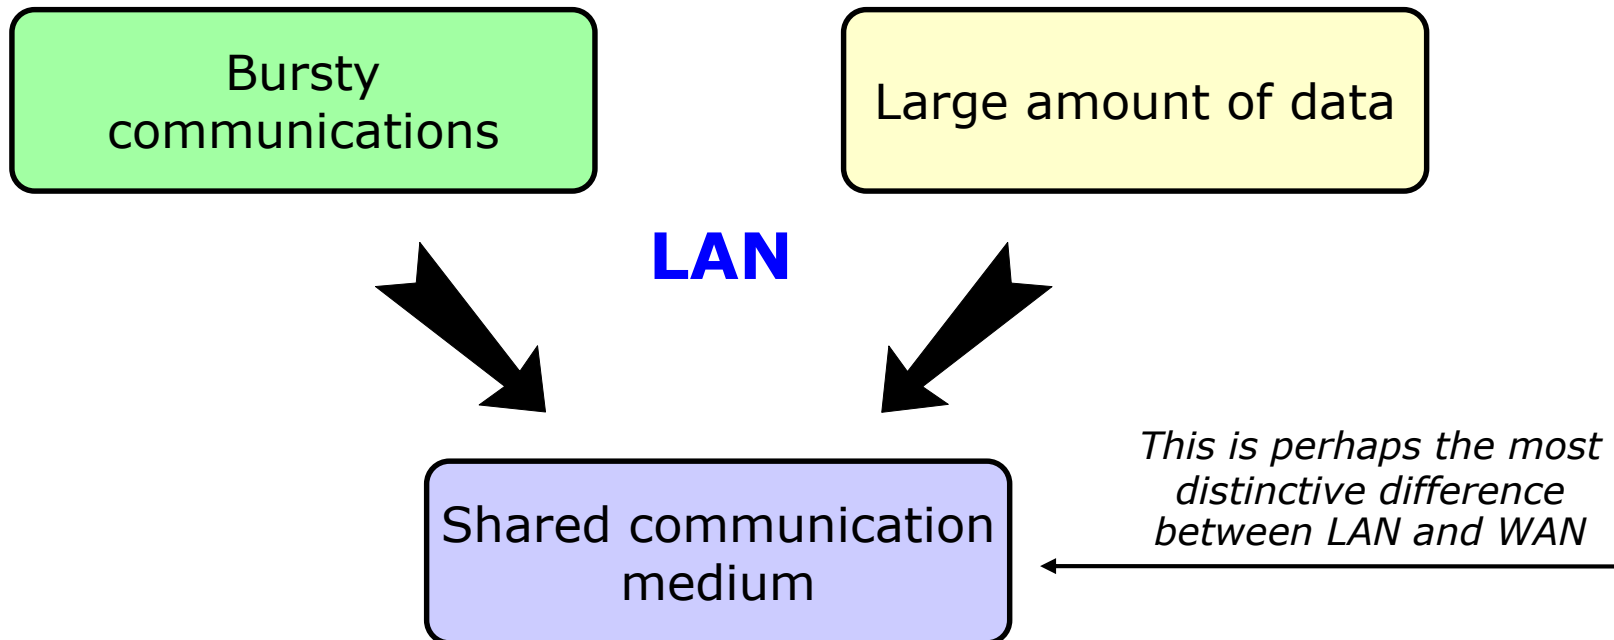 Bursty
communications
Large amount of data
LAN
Shared communication
medium
This is perhaps the most
distinctive difference
between LAN and WAN